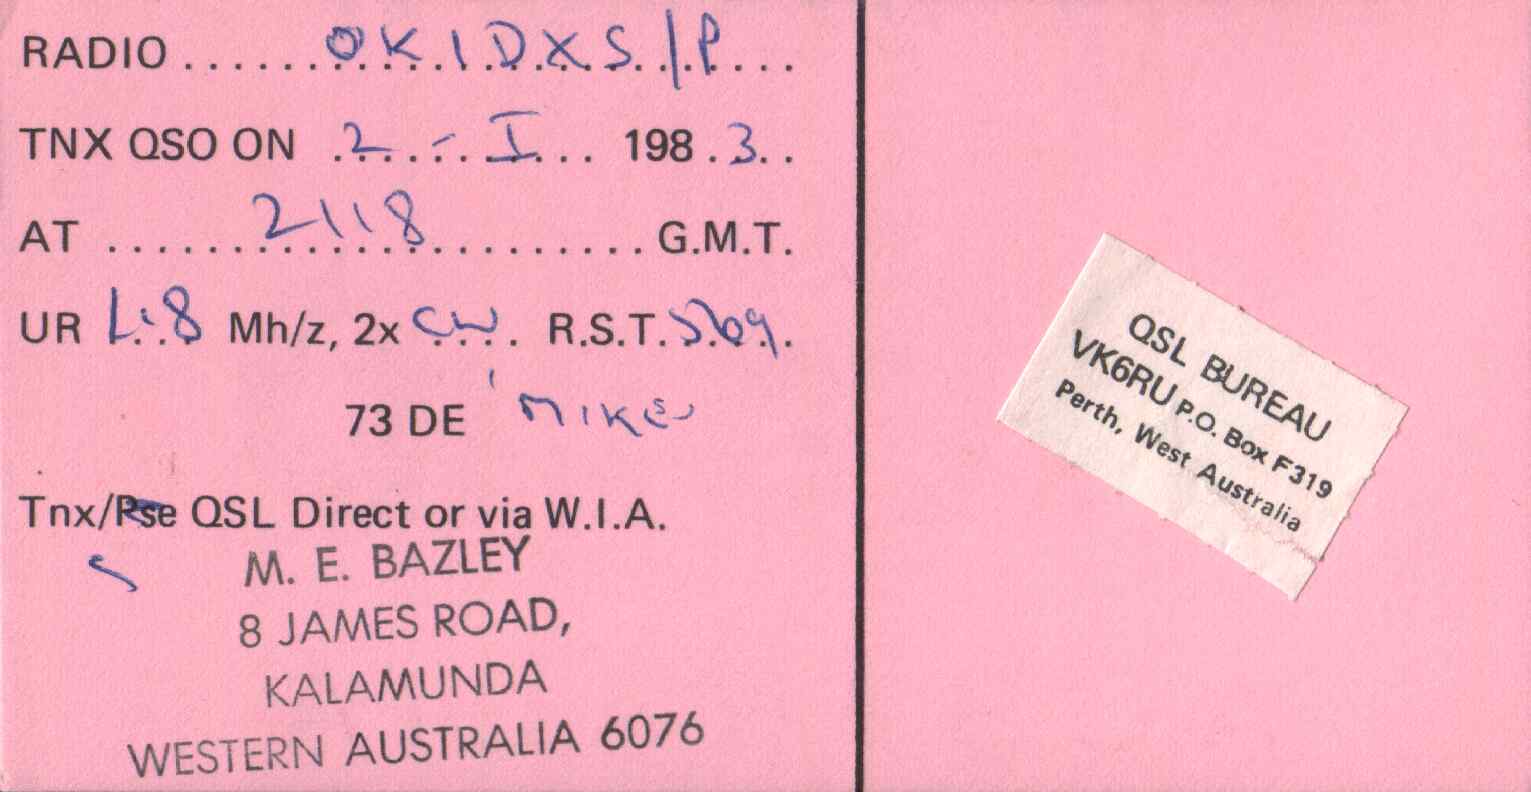 RADIO OK1DXS/P
TNX QSO ON 2 - I 1983
AT 2118 G.M.T.
UR 1.8 Mh/z, 2x CW R.S.T. 569
73 DE 'MIKE
Tnx/Pse QSL Direct or via W.I.A.
M. E. BAZLEY
8 JAMES ROAD,
KALAMUNDA
WESTERN AUSTRALIA 6076
QSL BUREAU
VK6RU P.O. Box F319
Perth, West Australia